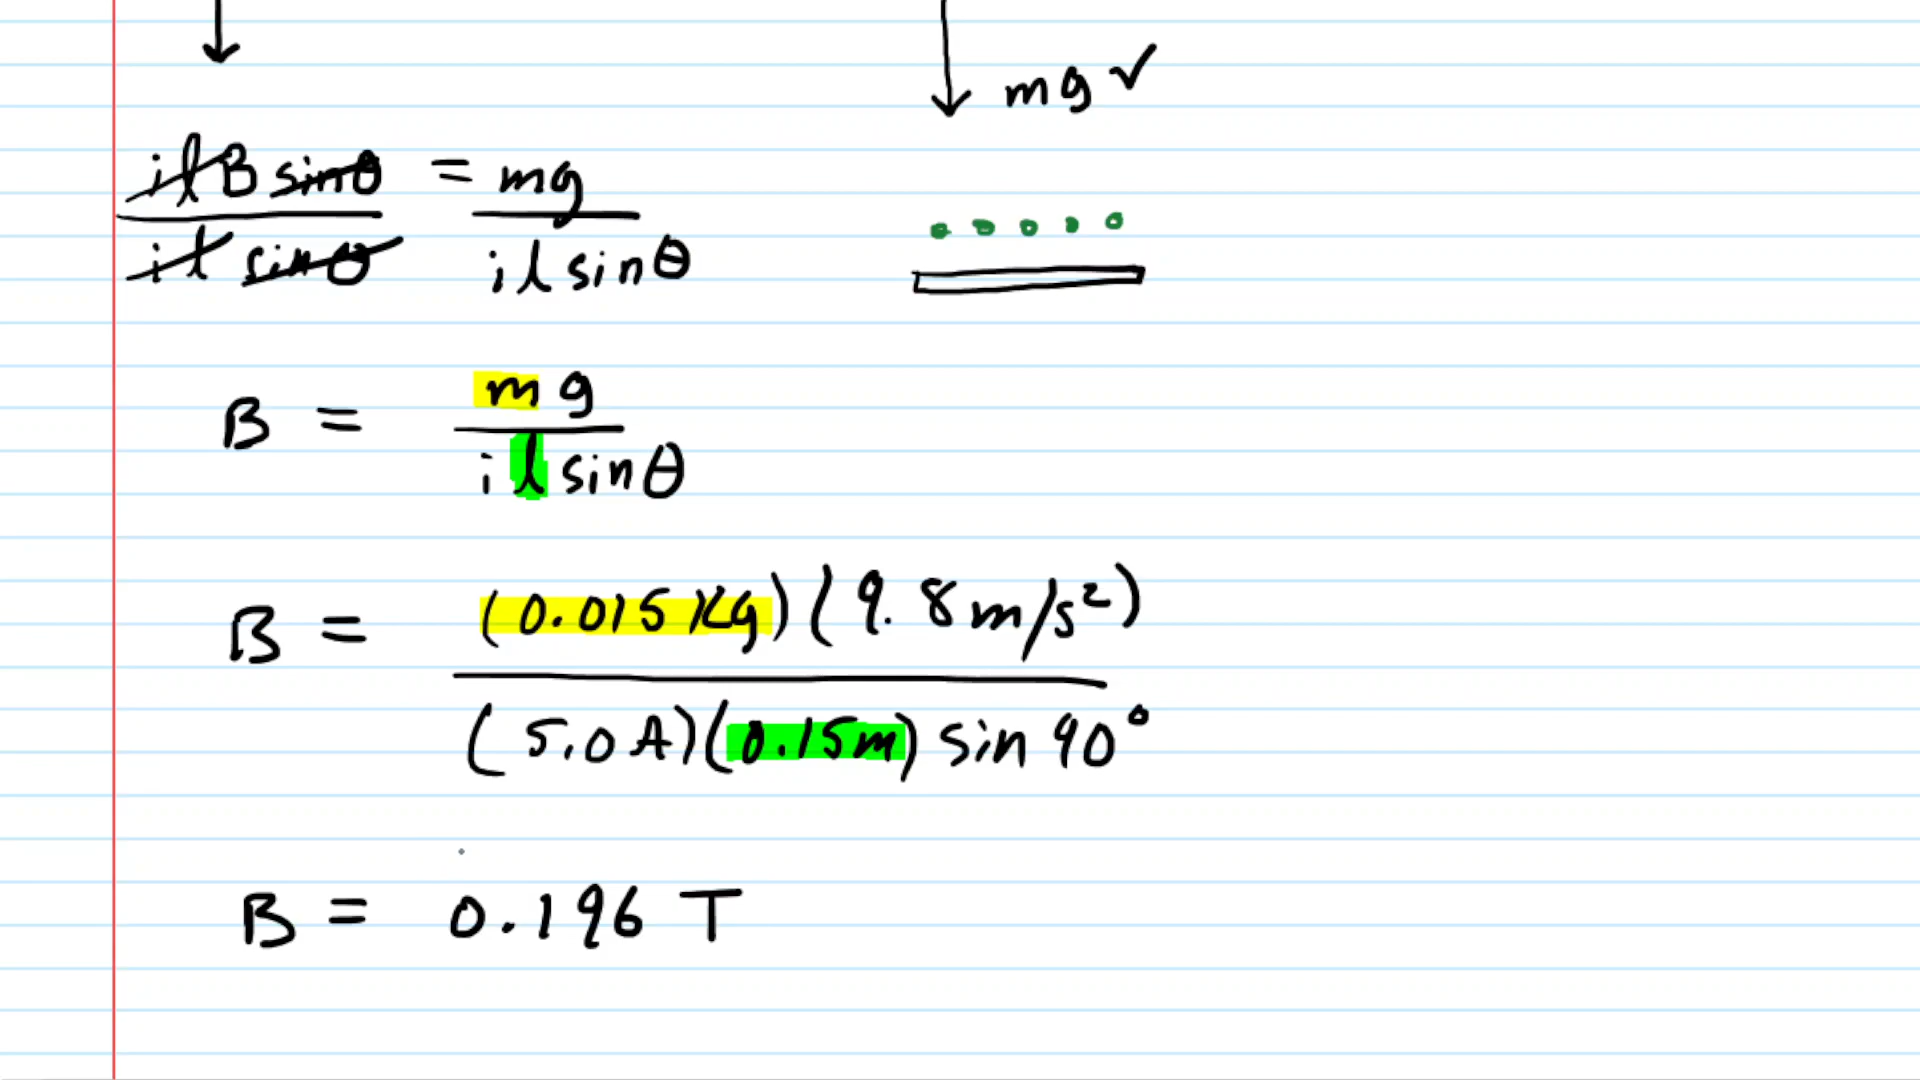 mg✓
ilB sinθ = mg
il sinθ il sinθ
B = mg
il sinθ
B = (0.015 Kg)(9.8 m/s²)
(5.0 A)(0.15m) sin 90°
B = 0.196 T